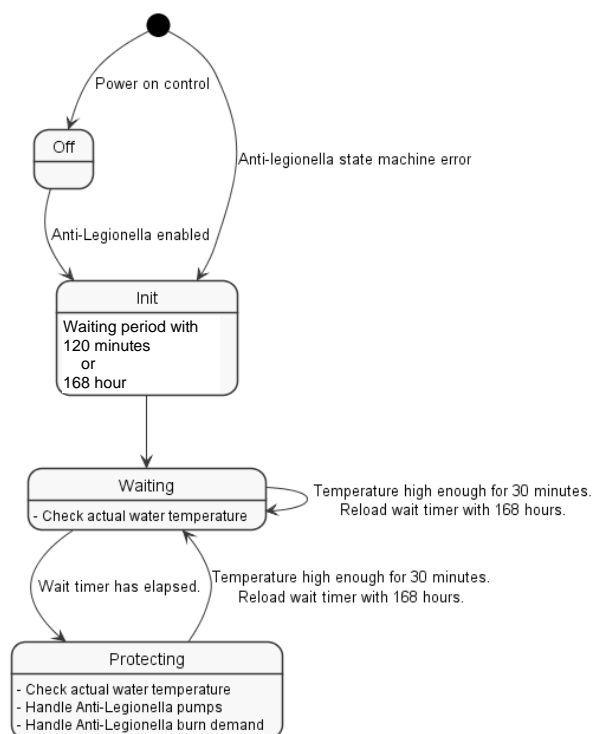 Power on control
Off
Anti-legionella state machine error
Anti-Legionella enabled
Init
Waiting period with
120 minutes
or
168 hour
Waiting
- Check actual water temperature
Temperature high enough for 30 minutes.
Reload wait timer with 168 hours.
Wait timer has elapsed.
Temperature high enough for 30 minutes.
Reload wait timer with 168 hours.
Protecting
- Check actual water temperature
- Handle Anti-Legionella pumps
- Handle Anti-Legionella burn demand